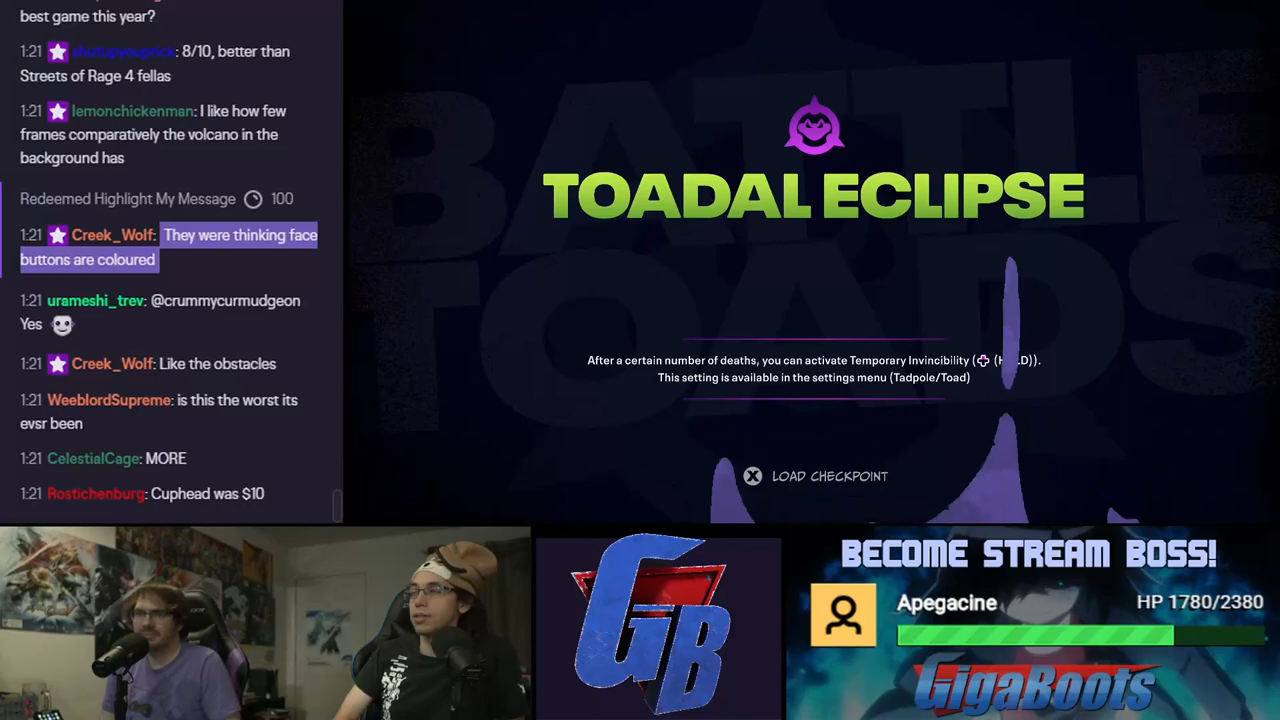 best game this year?
1:21 shutupyouprick: 8/10, better than
Streets of Rage 4 fellas
1:21 lemonchickenman: I like how few
frames comparatively the volcano in the
background has
Redeemed Highlight My Message 100
1:21 Creek_Wolf: They were thinking face
buttons are coloured
1:21 urameshi_trev: @crummycurmudgeon
Yes
1:21 Creek_Wolf: Like the obstacles
1:21 WeeblordSupreme: is this the worst its
evsr been
1:21 CelestialCage: MORE
1:21 Rostichenburg: Cuphead was $10
BATTLE
TOADS
TOADAL ECLIPSE
After a certain number of deaths, you can activate Temporary Invincibility ( (HOLD)).
This setting is available in the settings menu (Tadpole/Toad)
X LOAD CHECKPOINT
GB
BECOME STREAM BOSS!
Apegacine HP 1780/2380
GIGABOOTS